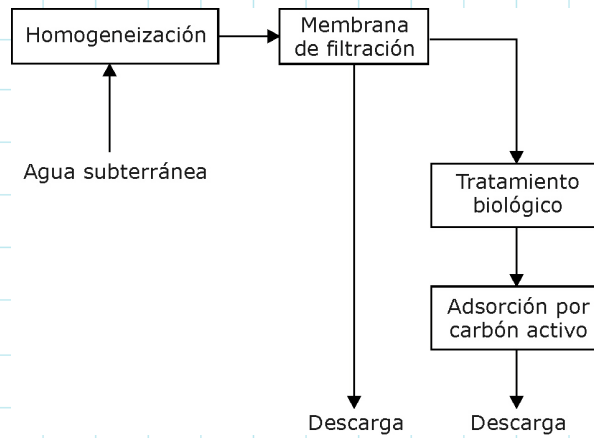 Homogeneización
Membrana
de filtración
Agua subterránea
Tratamiento
biológico
Adsorción por
carbón activo
Descarga
Descarga